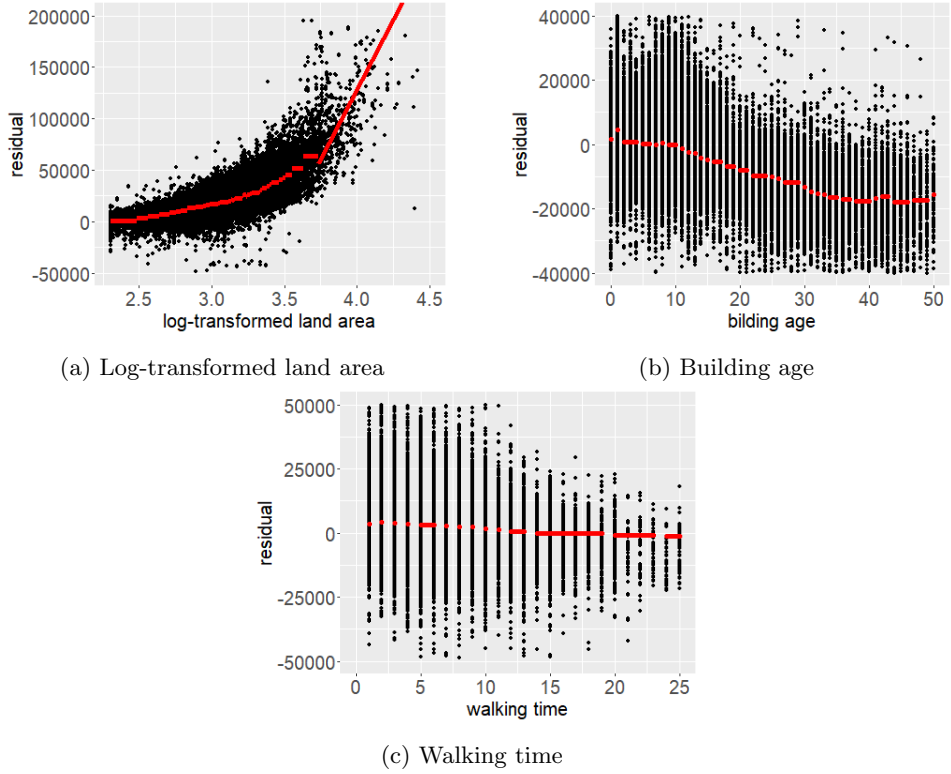 200000
150000
100000
50000
0
-50000
residual
2.5 3.0 3.5 4.0 4.5
log-transformed land area
(a) Log-transformed land area
40000
20000
0
-20000
-40000
residual
0 10 20 30 40 50
bilding age
(b) Building age
50000
25000
0
-25000
-50000
residual
0 5 10 15 20 25
walking time
(c) Walking time